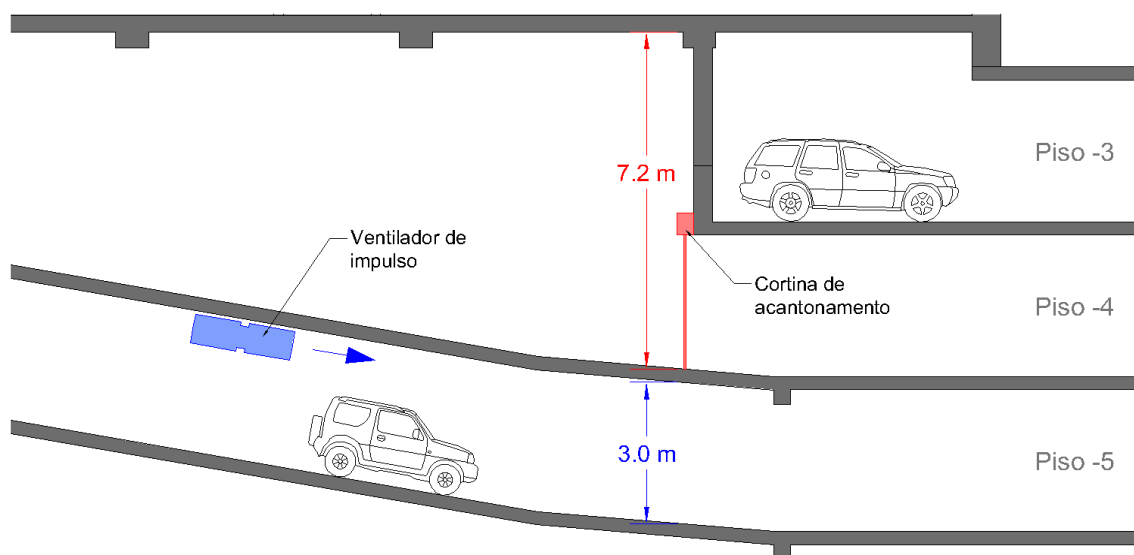 Piso -3
7.2 m
Ventilador de
impulso
Cortina de
acantonamento
Piso -4
3.0 m
Piso -5